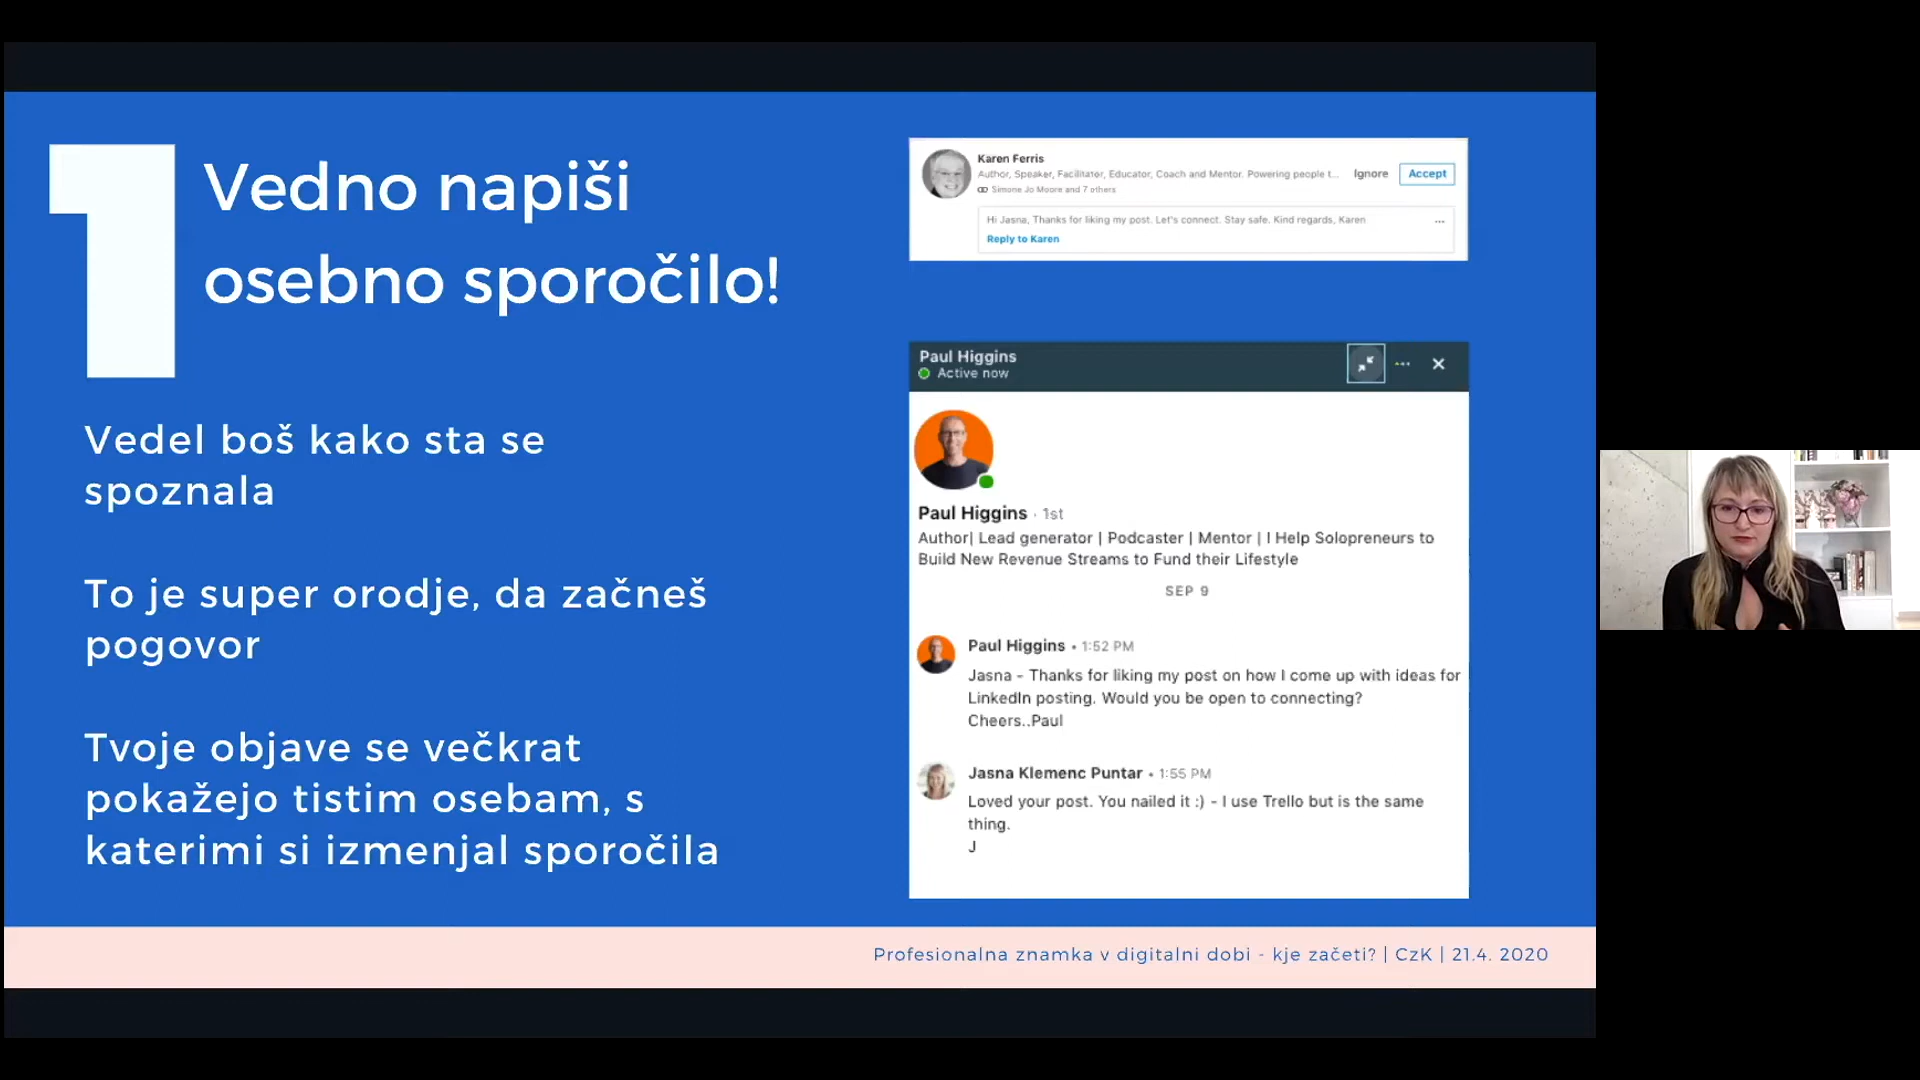 1
Vedno napiši
osebno sporočilo!
Vedel boš kako sta se
spoznala
To je super orodje, da začneš
pogovor
Tvoje objave se večkrat
pokažejo tistim osebam, s
katerimi si izmenjal sporočila
Karen Ferris
Author, Speaker, Facilitator, Educator, Coach and Mentor. Powering people t...
Simone Jo Moore and 7 others
Ignore
Accept
Hi Jasna, Thanks for liking my post. Let's connect. Stay safe. Kind regards, Karen
Reply to Karen
Paul Higgins
Active now
Paul Higgins · 1st
Author| Lead generator | Podcaster | Mentor | I Help Solopreneurs to
Build New Revenue Streams to Fund their Lifestyle
SEP 9
Paul Higgins • 1:52 PM
Jasna - Thanks for liking my post on how I come up with ideas for
LinkedIn posting. Would you be open to connecting?
Cheers..Paul
Jasna Klemenc Puntar • 1:55 PM
Loved your post. You nailed it :) - I use Trello but is the same
thing.
J
Profesionalna znamka v digitalni dobi - kje začeti? | CzK | 21.4. 2020